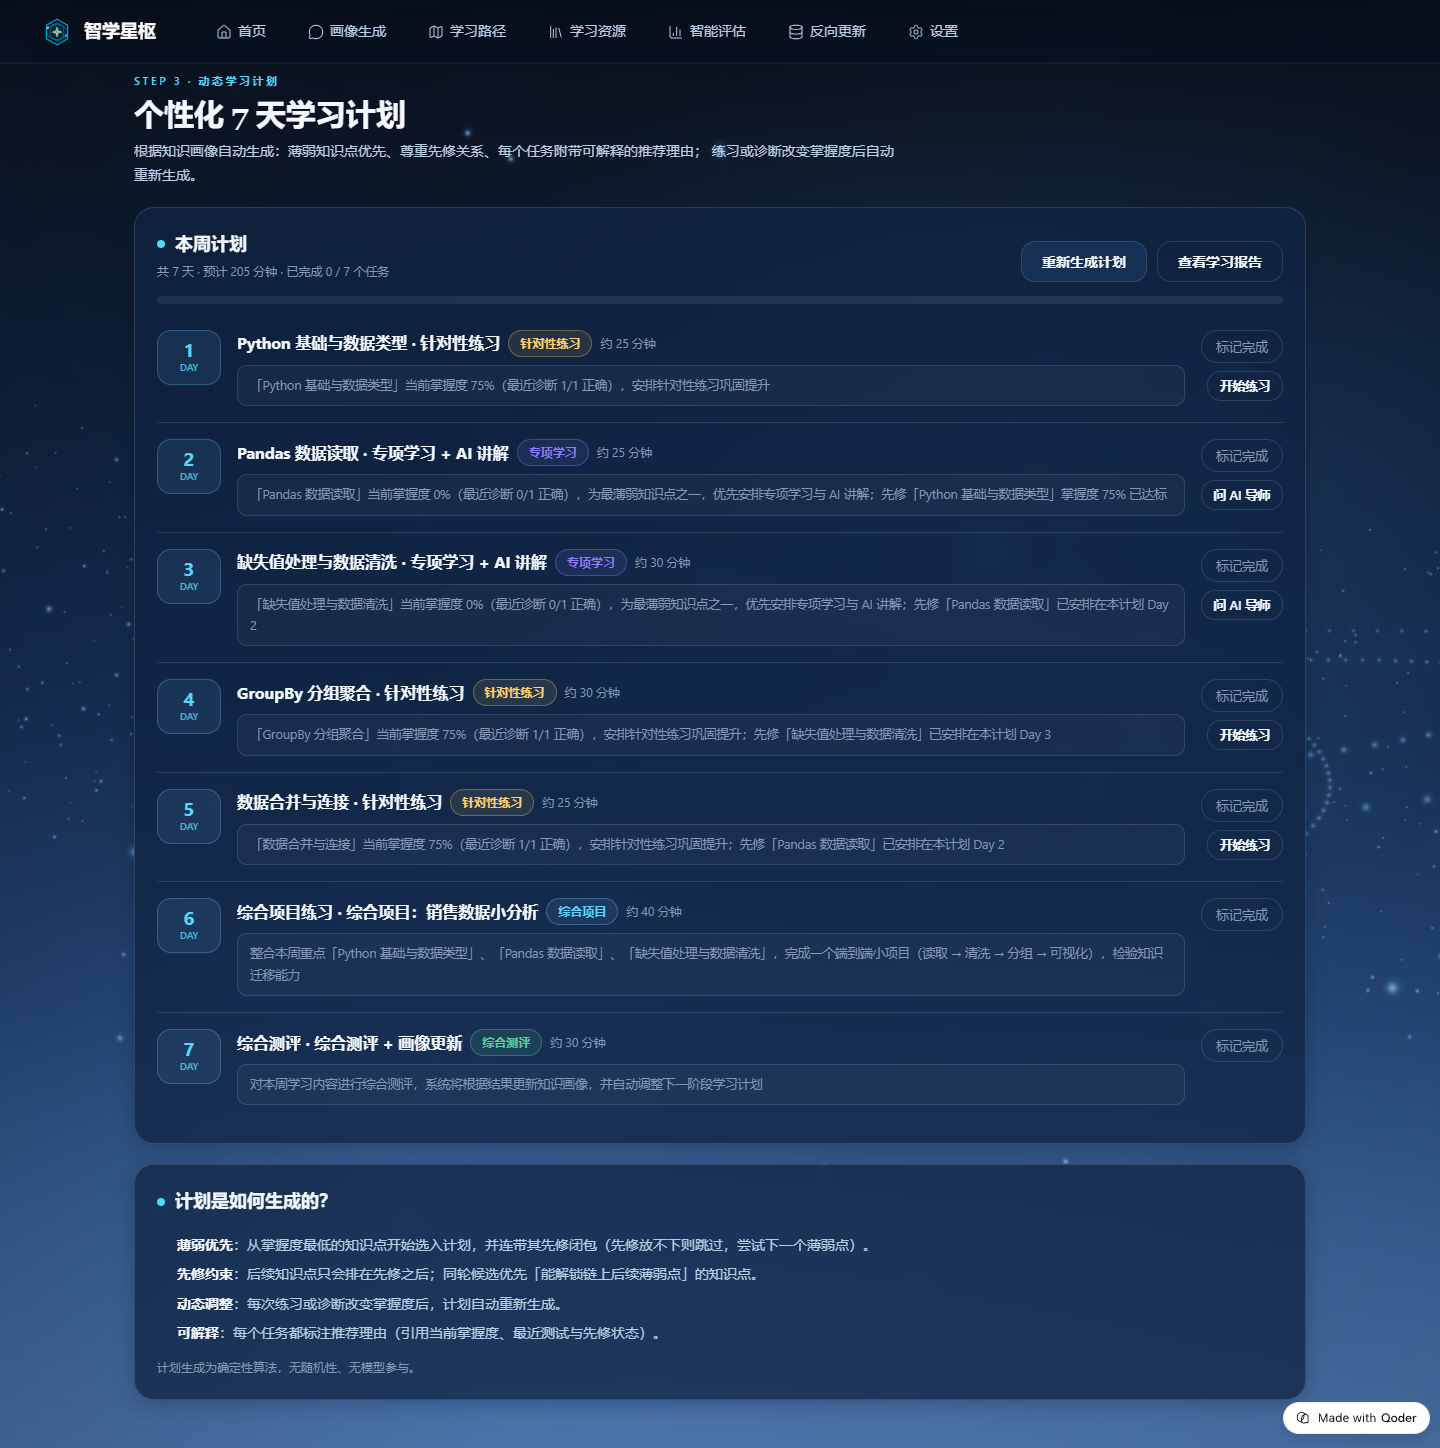 智学星枢
首页
画像生成
学习路径
学习资源
智能评估
反向更新
设置
STEP 3 · 动态学习计划
个性化 7 天学习计划
根据知识画像自动生成：薄弱知识点优先、尊重先修关系、每个任务附带可解释的推荐理由； 练习或诊断改变掌握度后自动
重新生成。
本周计划
共 7 天 · 预计 205 分钟 · 已完成 0 / 7 个任务
重新生成计划
查看学习报告
1
DAY
Python 基础与数据类型 · 针对性练习 针对性练习 约 25 分钟
「Python 基础与数据类型」当前掌握度 75%（最近诊断 1/1 正确），安排针对性练习巩固提升
标记完成
开始练习
2
DAY
Pandas 数据读取 · 专项学习 + AI 讲解 专项学习 约 25 分钟
「Pandas 数据读取」当前掌握度 0%（最近诊断 0/1 正确），为最薄弱知识点之一，优先安排专项学习与 AI 讲解；先修「Python 基础与数据类型」掌握度 75% 已达标
标记完成
问 AI 导师
3
DAY
缺失值处理与数据清洗 · 专项学习 + AI 讲解 专项学习 约 30 分钟
「缺失值处理与数据清洗」当前掌握度 0%（最近诊断 0/1 正确），为最薄弱知识点之一，优先安排专项学习与 AI 讲解；先修「Pandas 数据读取」已安排在本计划 Day
2
标记完成
问 AI 导师
4
DAY
GroupBy 分组聚合 · 针对性练习 针对性练习 约 30 分钟
「GroupBy 分组聚合」当前掌握度 75%（最近诊断 1/1 正确），安排针对性练习巩固提升；先修「缺失值处理与数据清洗」已安排在本计划 Day 3
标记完成
开始练习
5
DAY
数据合并与连接 · 针对性练习 针对性练习 约 25 分钟
「数据合并与连接」当前掌握度 75%（最近诊断 1/1 正确），安排针对性练习巩固提升；先修「Pandas 数据读取」已安排在本计划 Day 2
标记完成
开始练习
6
DAY
综合项目练习 · 综合项目：销售数据小分析 综合项目 约 40 分钟
整合本周重点「Python 基础与数据类型」、「Pandas 数据读取」、「缺失值处理与数据清洗」，完成一个端到端小项目（读取 → 清洗 → 分组 → 可视化），检验知识
迁移能力
标记完成
7
DAY
综合测评 · 综合测评 + 画像更新 综合测评 约 30 分钟
对本周学习内容进行综合测评，系统将根据结果更新知识画像，并自动调整下一阶段学习计划
标记完成
计划是如何生成的？
薄弱优先：从掌握度最低的知识点开始选入计划，并连带其先修闭包（先修放不下则跳过，尝试下一个薄弱点）。
先修约束：后续知识点只会排在先修之后；同轮候选优先「能解锁链上后续薄弱点」的知识点。
动态调整：每次练习或诊断改变掌握度后，计划自动重新生成。
可解释：每个任务都标注推荐理由（引用当前掌握度、最近测试与先修状态）。
计划生成为确定性算法，无随机性、无模型参与。
Made with Qoder